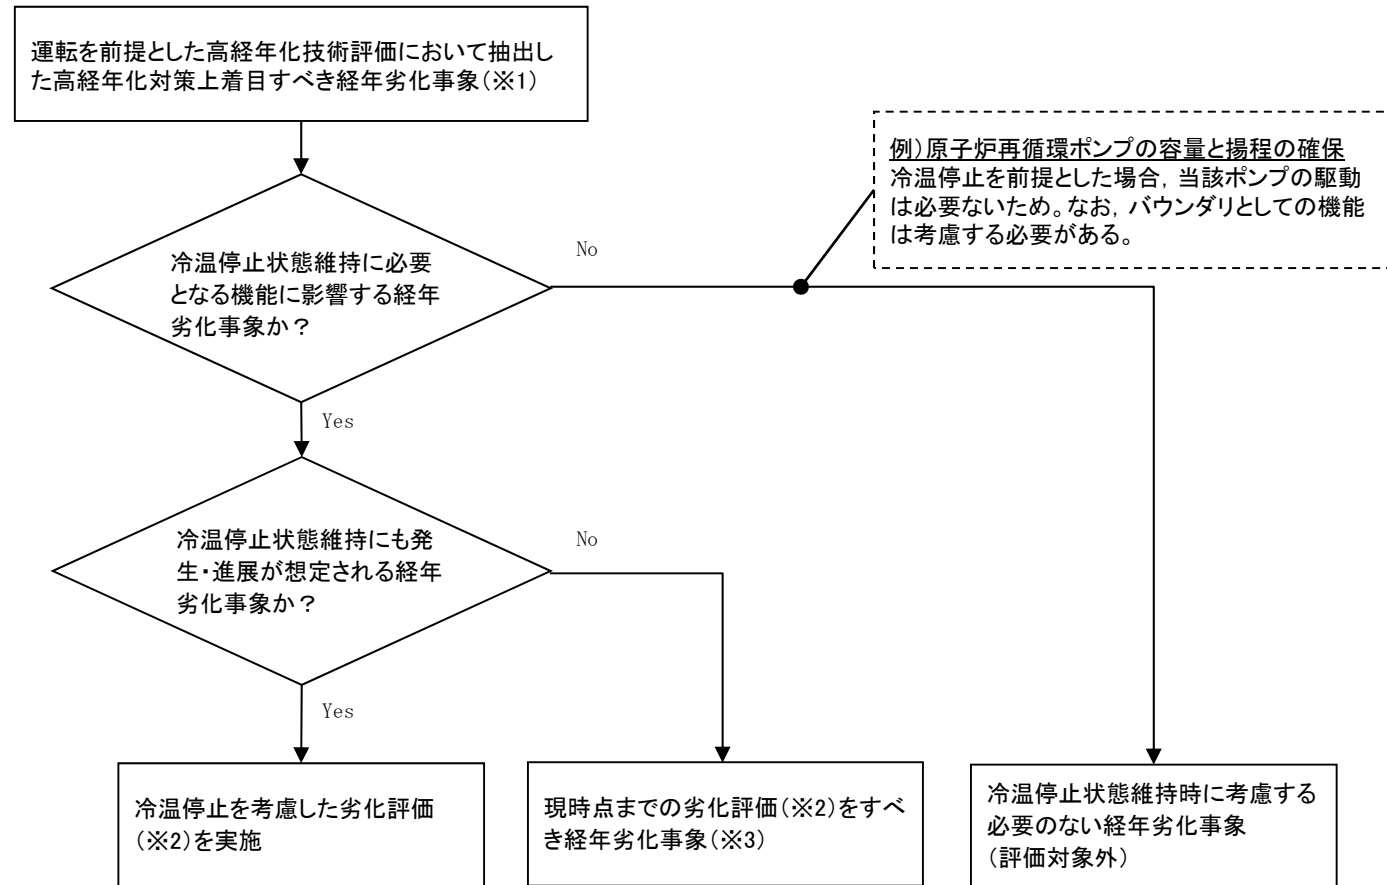 運転を前提とした高経年化技術評価において抽出し
た高経年化対策上着目すべき経年劣化事象(※1)
例)原子炉再循環ポンプの容量と揚程の確保
冷温停止を前提とした場合, 当該ポンプの駆動
は必要ないため。なお, バウンダリとしての機能
は考慮する必要がある。
冷温停止状態維持に必要
となる機能に影響する経年
劣化事象か？
No
Yes
冷温停止状態維持にも発
生・進展が想定される経年
劣化事象か？
No
Yes
冷温停止を考慮した劣化評価
(※2)を実施
現時点までの劣化評価(※2)をすべ
き経年劣化事象(※3)
冷温停止状態維持時に考慮する
必要のない経年劣化事象
(評価対象外)